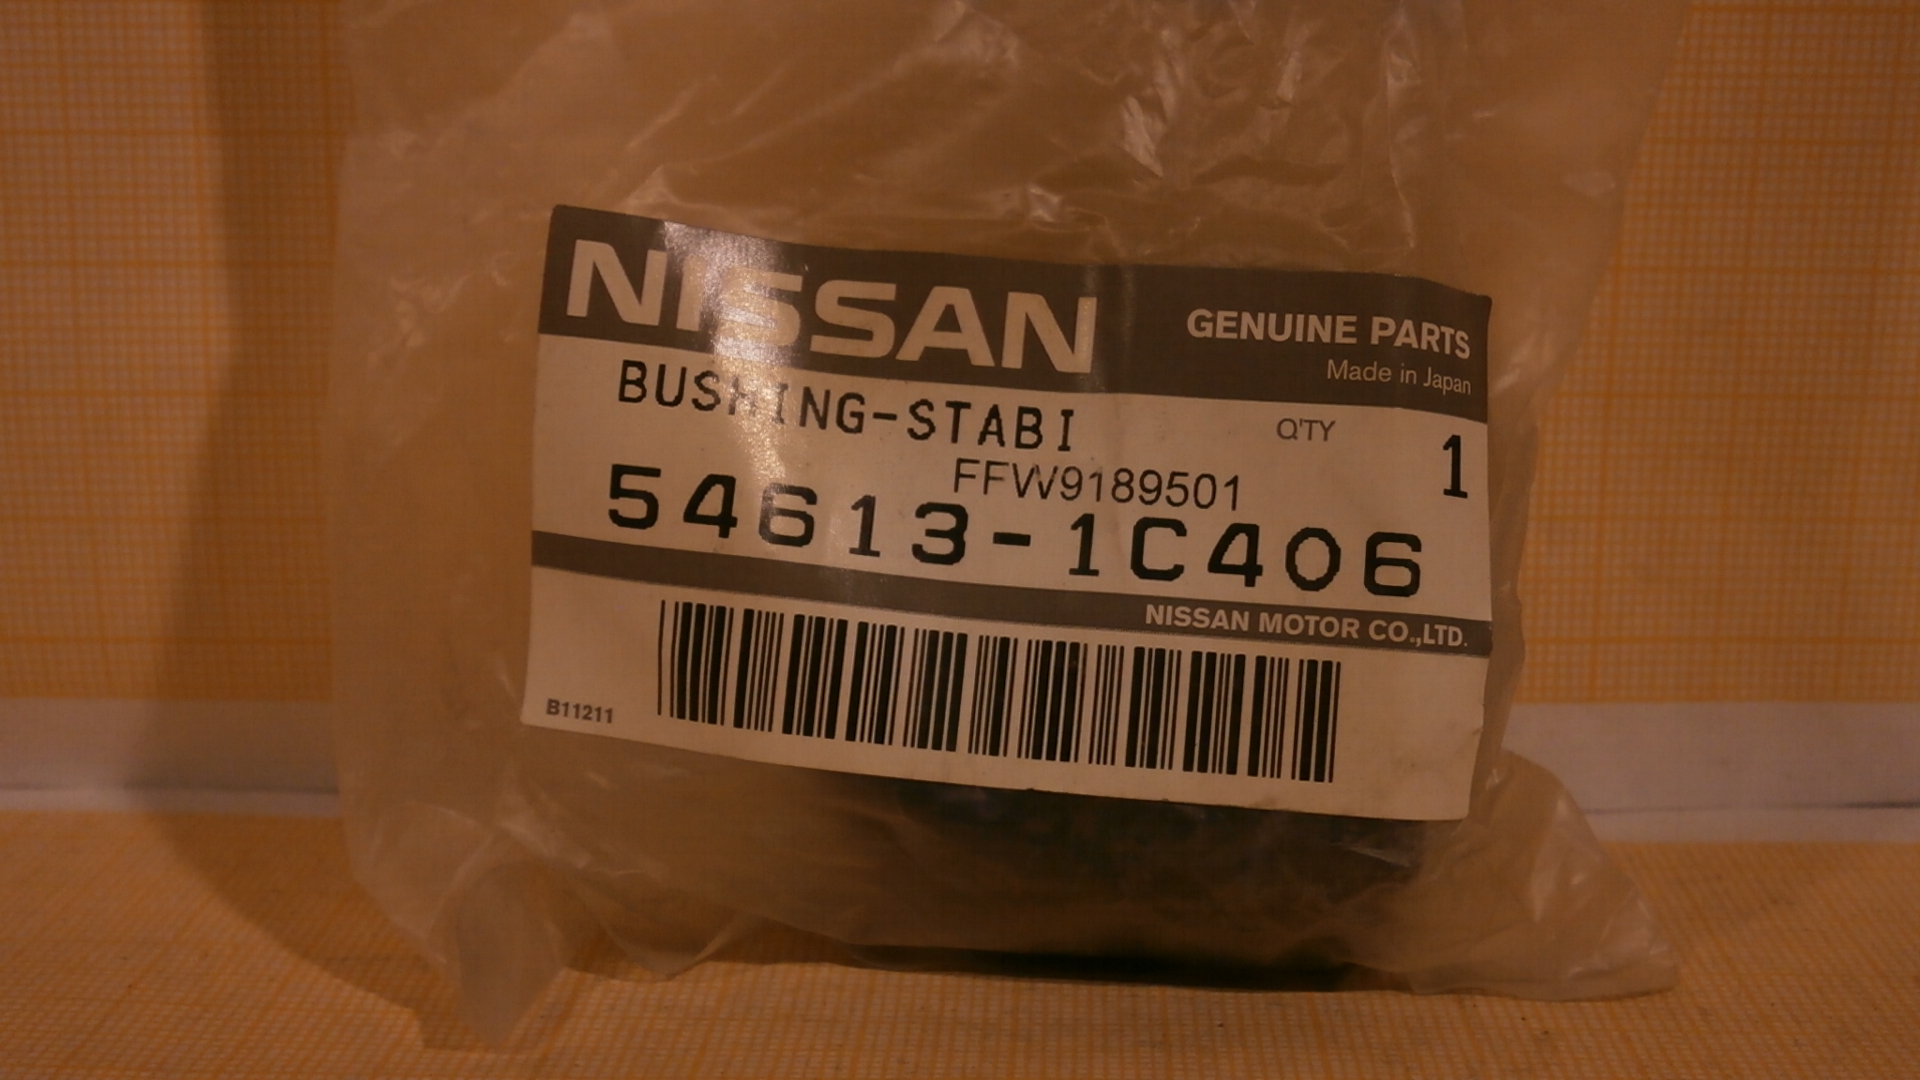 NISSAN
GENUINE PARTS
Made in Japan
BUSHING-STABI
Q'TY 1
FFW9189501
54613-1C406
NISSAN MOTOR CO.,LTD.
B11211